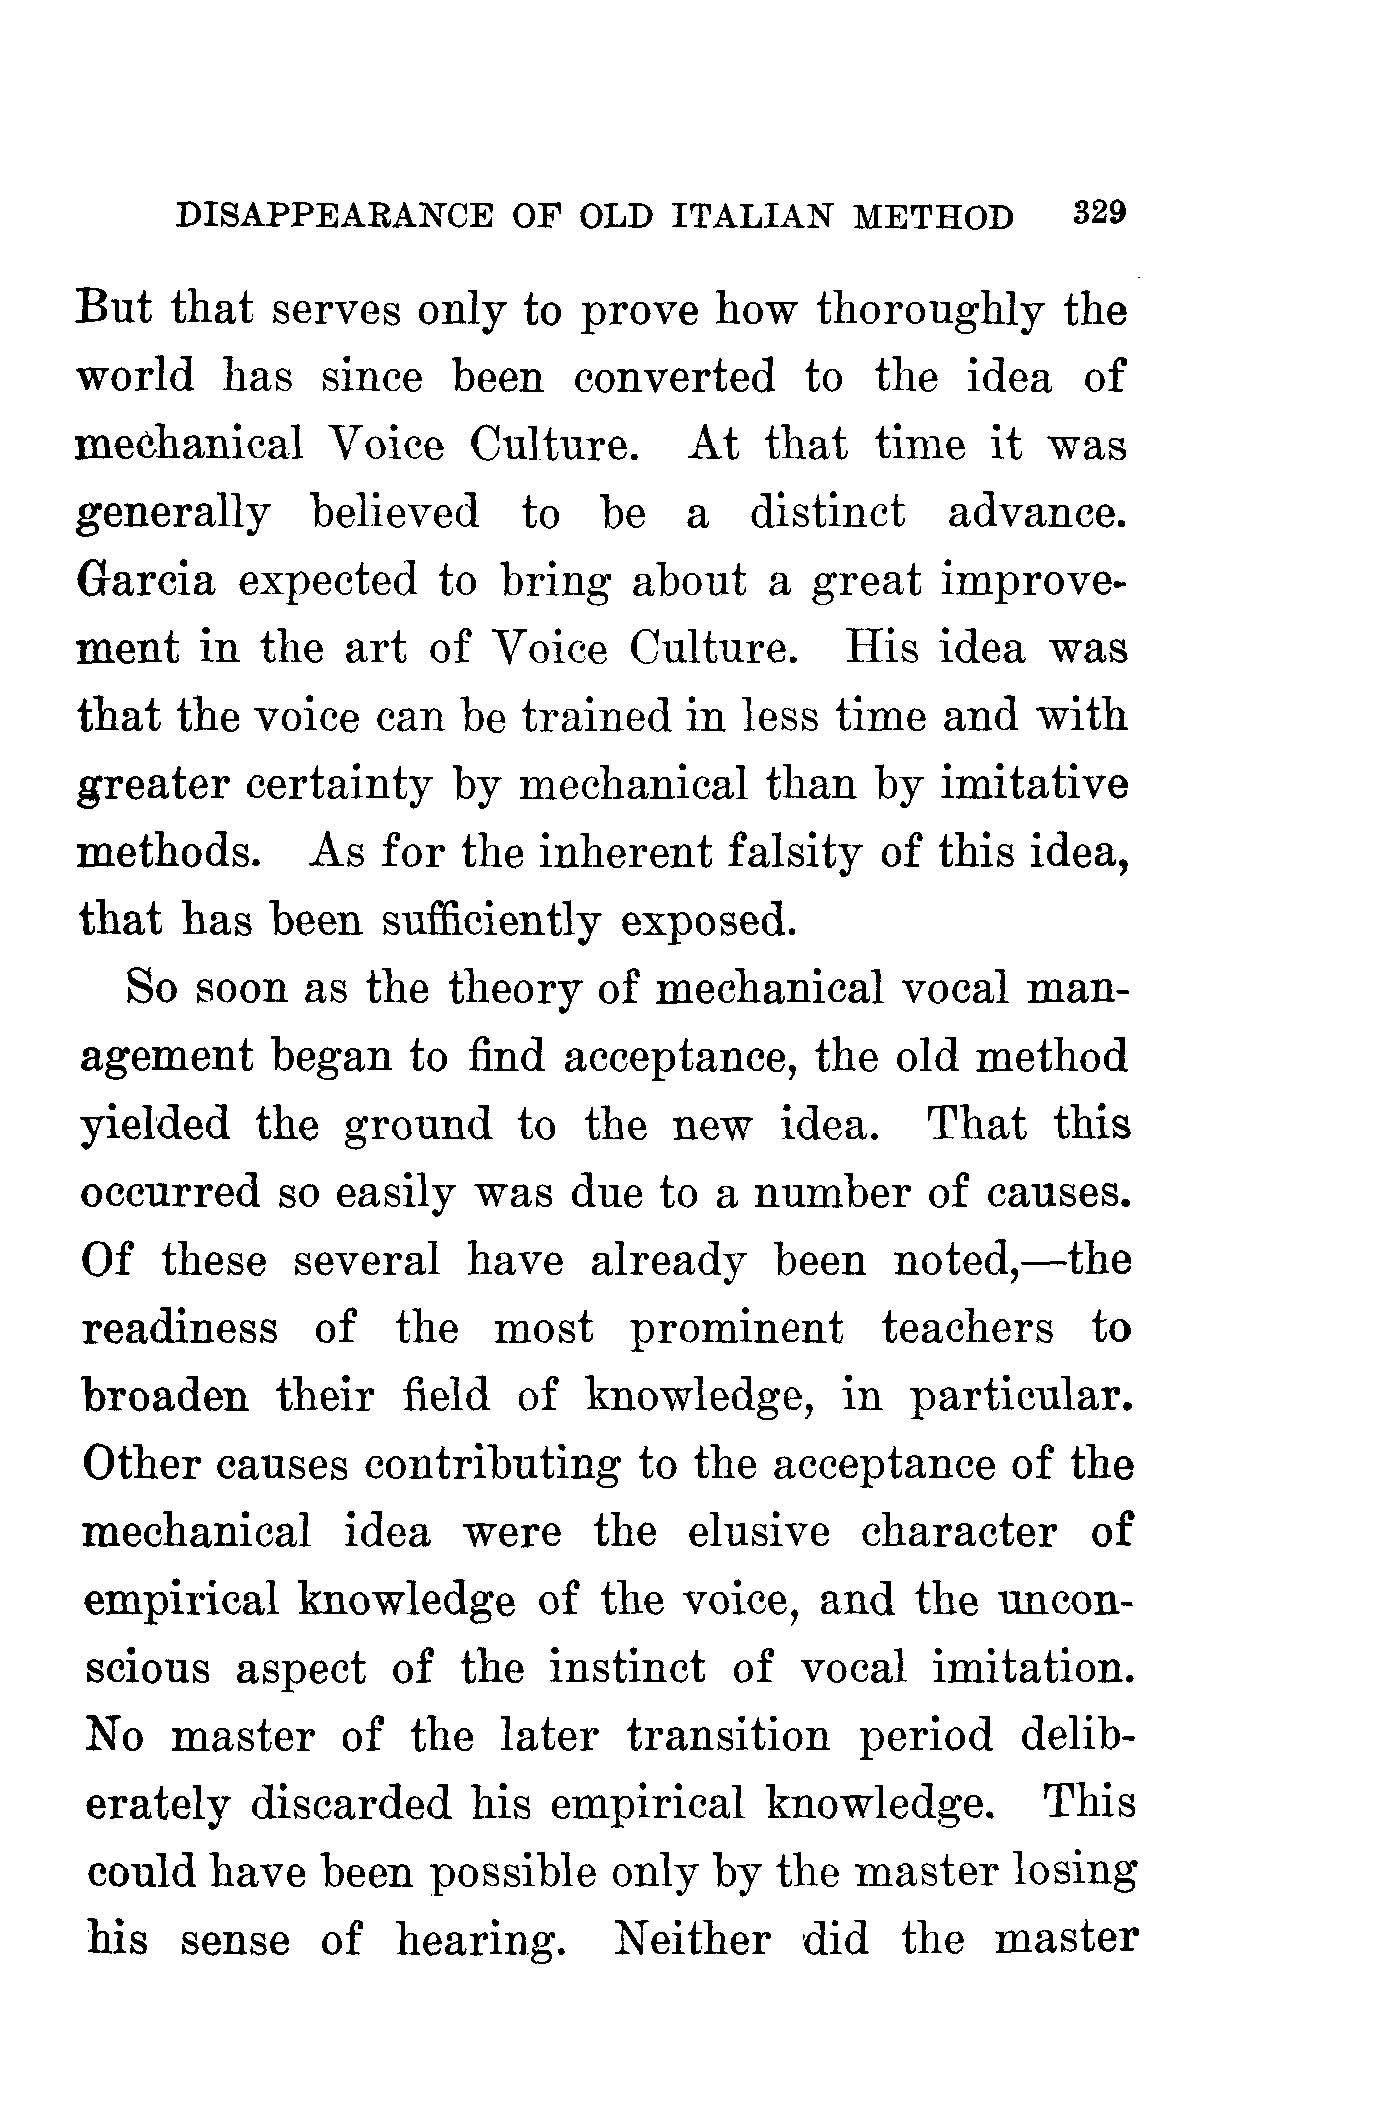 DISAPPEARANCE OF OLD ITALIAN METHOD 329
But that serves only to prove how thoroughly the
world has since been converted to the idea of
mechanical Voice Culture. At that time it was
generally believed to be a distinct advance.
Garcia expected to bring about a great improve-
ment in the art of Voice Culture. His idea was
that the voice can be trained in less time and with
greater certainty by mechanical than by imitative
methods. As for the inherent falsity of this idea,
that has been sufficiently exposed.
So soon as the theory of mechanical vocal man-
agement began to find acceptance, the old method
yielded the ground to the new idea. That this
occurred so easily was due to a number of causes.
Of these several have already been noted,—the
readiness of the most prominent teachers to
broaden their field of knowledge, in particular.
Other causes contributing to the acceptance of the
mechanical idea were the elusive character of
empirical knowledge of the voice, and the uncon-
scious aspect of the instinct of vocal imitation.
No master of the later transition period delib-
erately discarded his empirical knowledge. This
could have been possible only by the master losing
his sense of hearing. Neither did the master